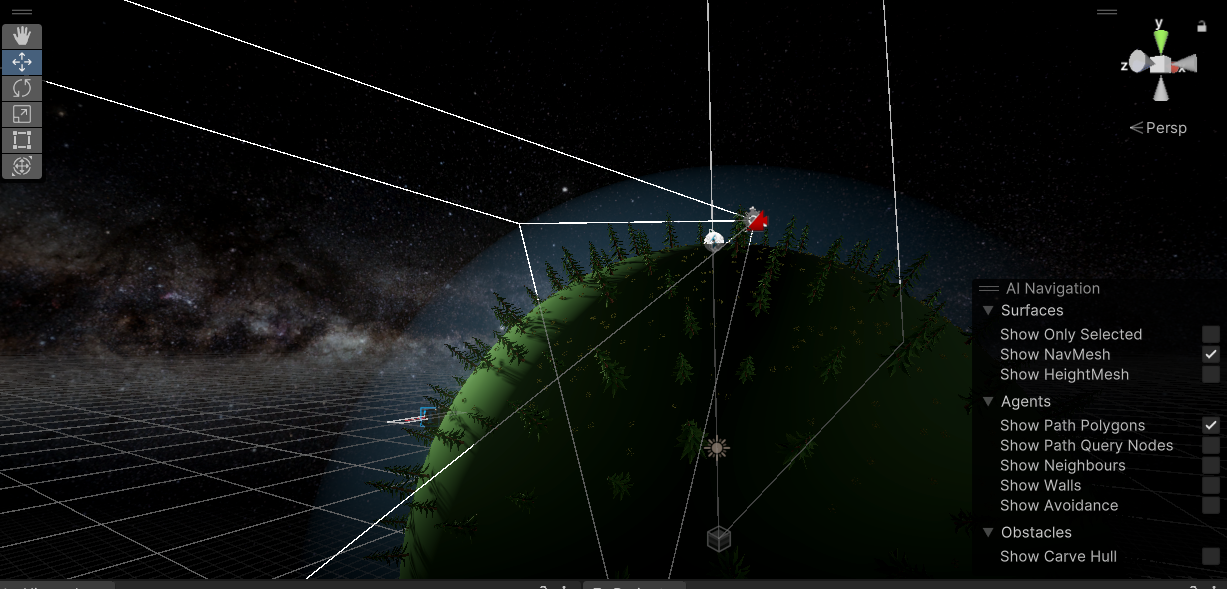 y
z
x
Persp
AI Navigation
Surfaces
Show Only Selected
Show NavMesh
Show HeightMesh
Agents
Show Path Polygons
Show Path Query Nodes
Show Neighbours
Show Walls
Show Avoidance
Obstacles
Show Carve Hull